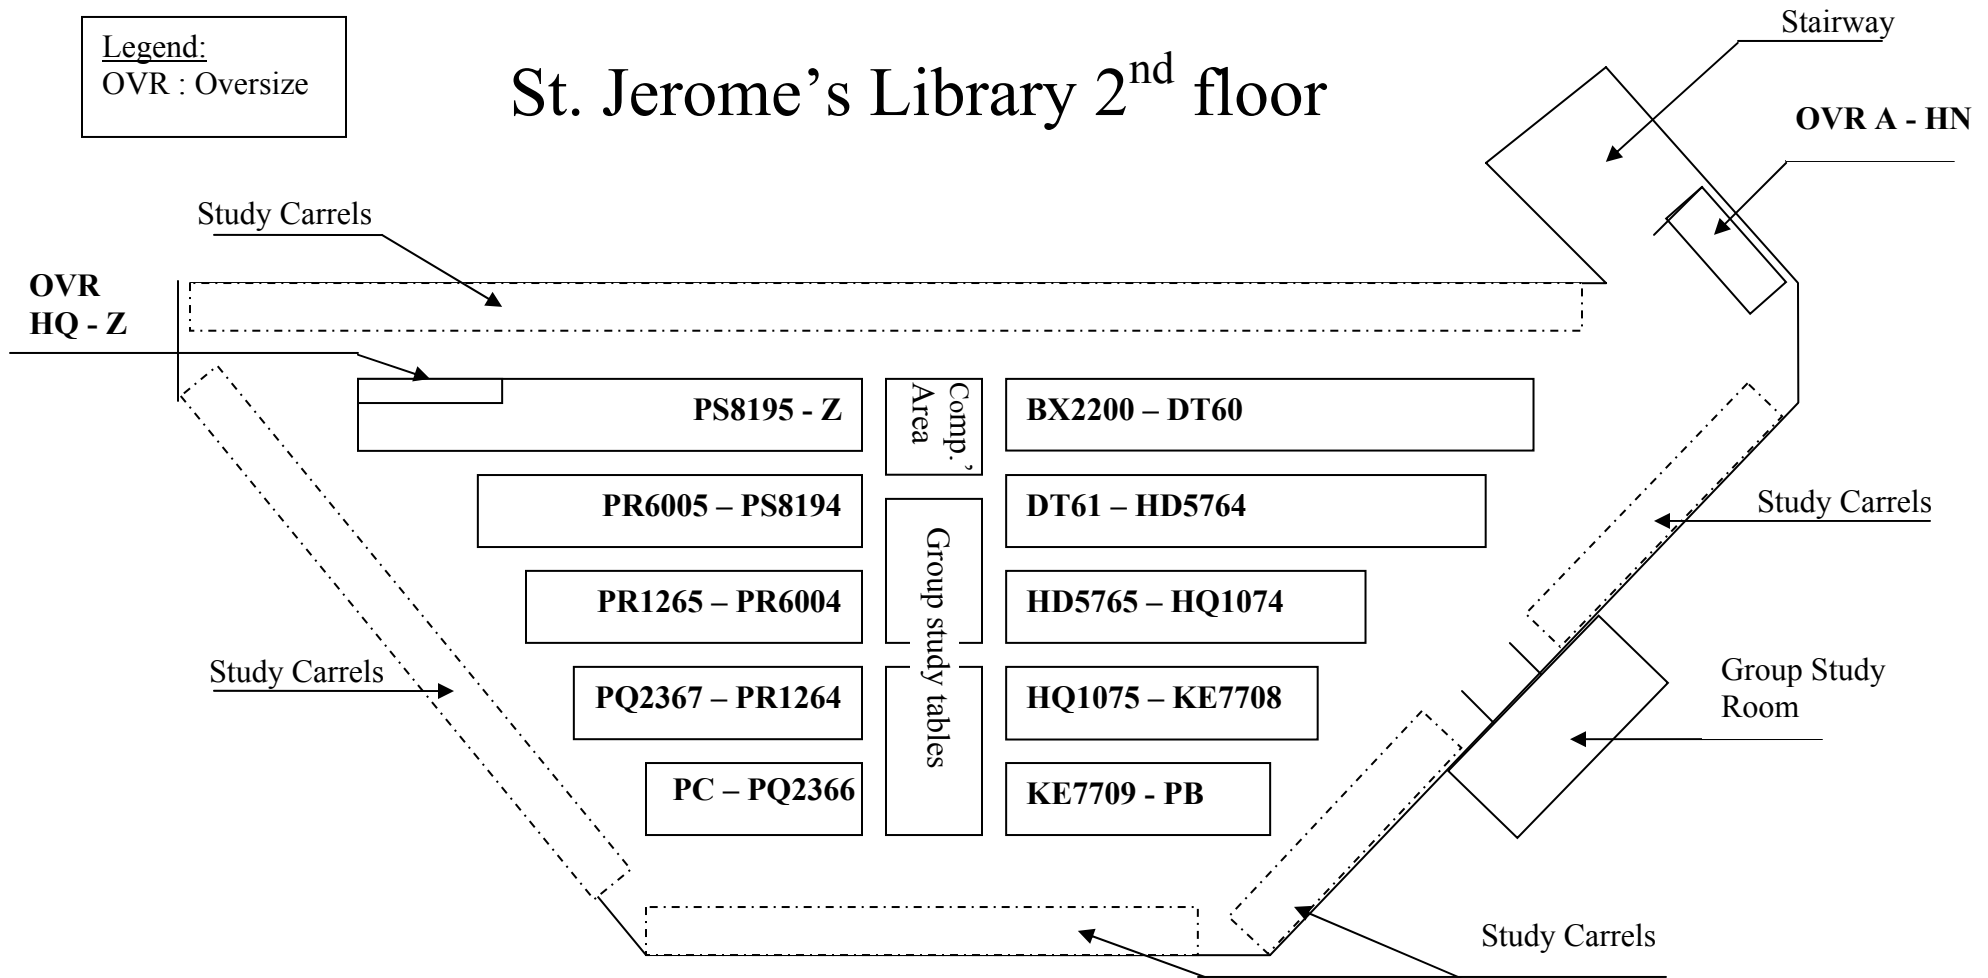 Legend:
OVR : Oversize
St. Jerome’s Library 2nd floor
Stairway
OVR A - HN
Study Carrels
OVR
HQ - Z
PS8195 - Z
Comp.’
Area
BX2200 – DT60
PR6005 – PS8194
DT61 – HD5764
Study Carrels
PR1265 – PR6004
Group study tables
HD5765 – HQ1074
Study Carrels
PQ2367 – PR1264
HQ1075 – KE7708
Group Study
Room
PC – PQ2366
KE7709 - PB
Study Carrels